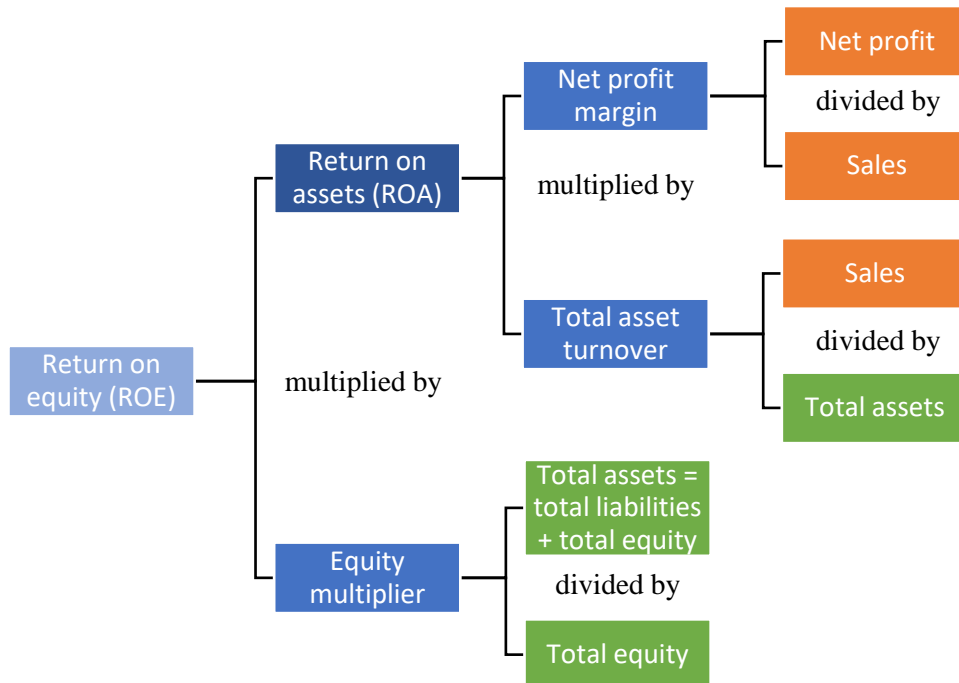 Net profit
Net profit
margin
divided by
Return on
assets (ROA)
multiplied by
Sales
Sales
Total asset
turnover
divided by
Return on
equity (ROE)
multiplied by
Total assets
Total assets =
total liabilities
+ total equity
Equity
multiplier
divided by
Total equity